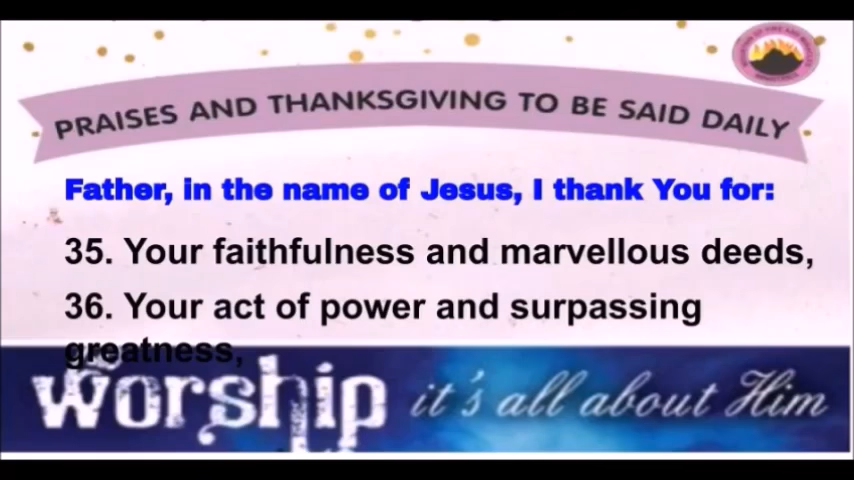 PRAISES AND THANKSGIVING TO BE SAID DAILY
Father, in the name of Jesus, I thank You for:
35. Your faithfulness and marvellous deeds,
36. Your act of power and surpassing
greatness,
worship it's all about Him